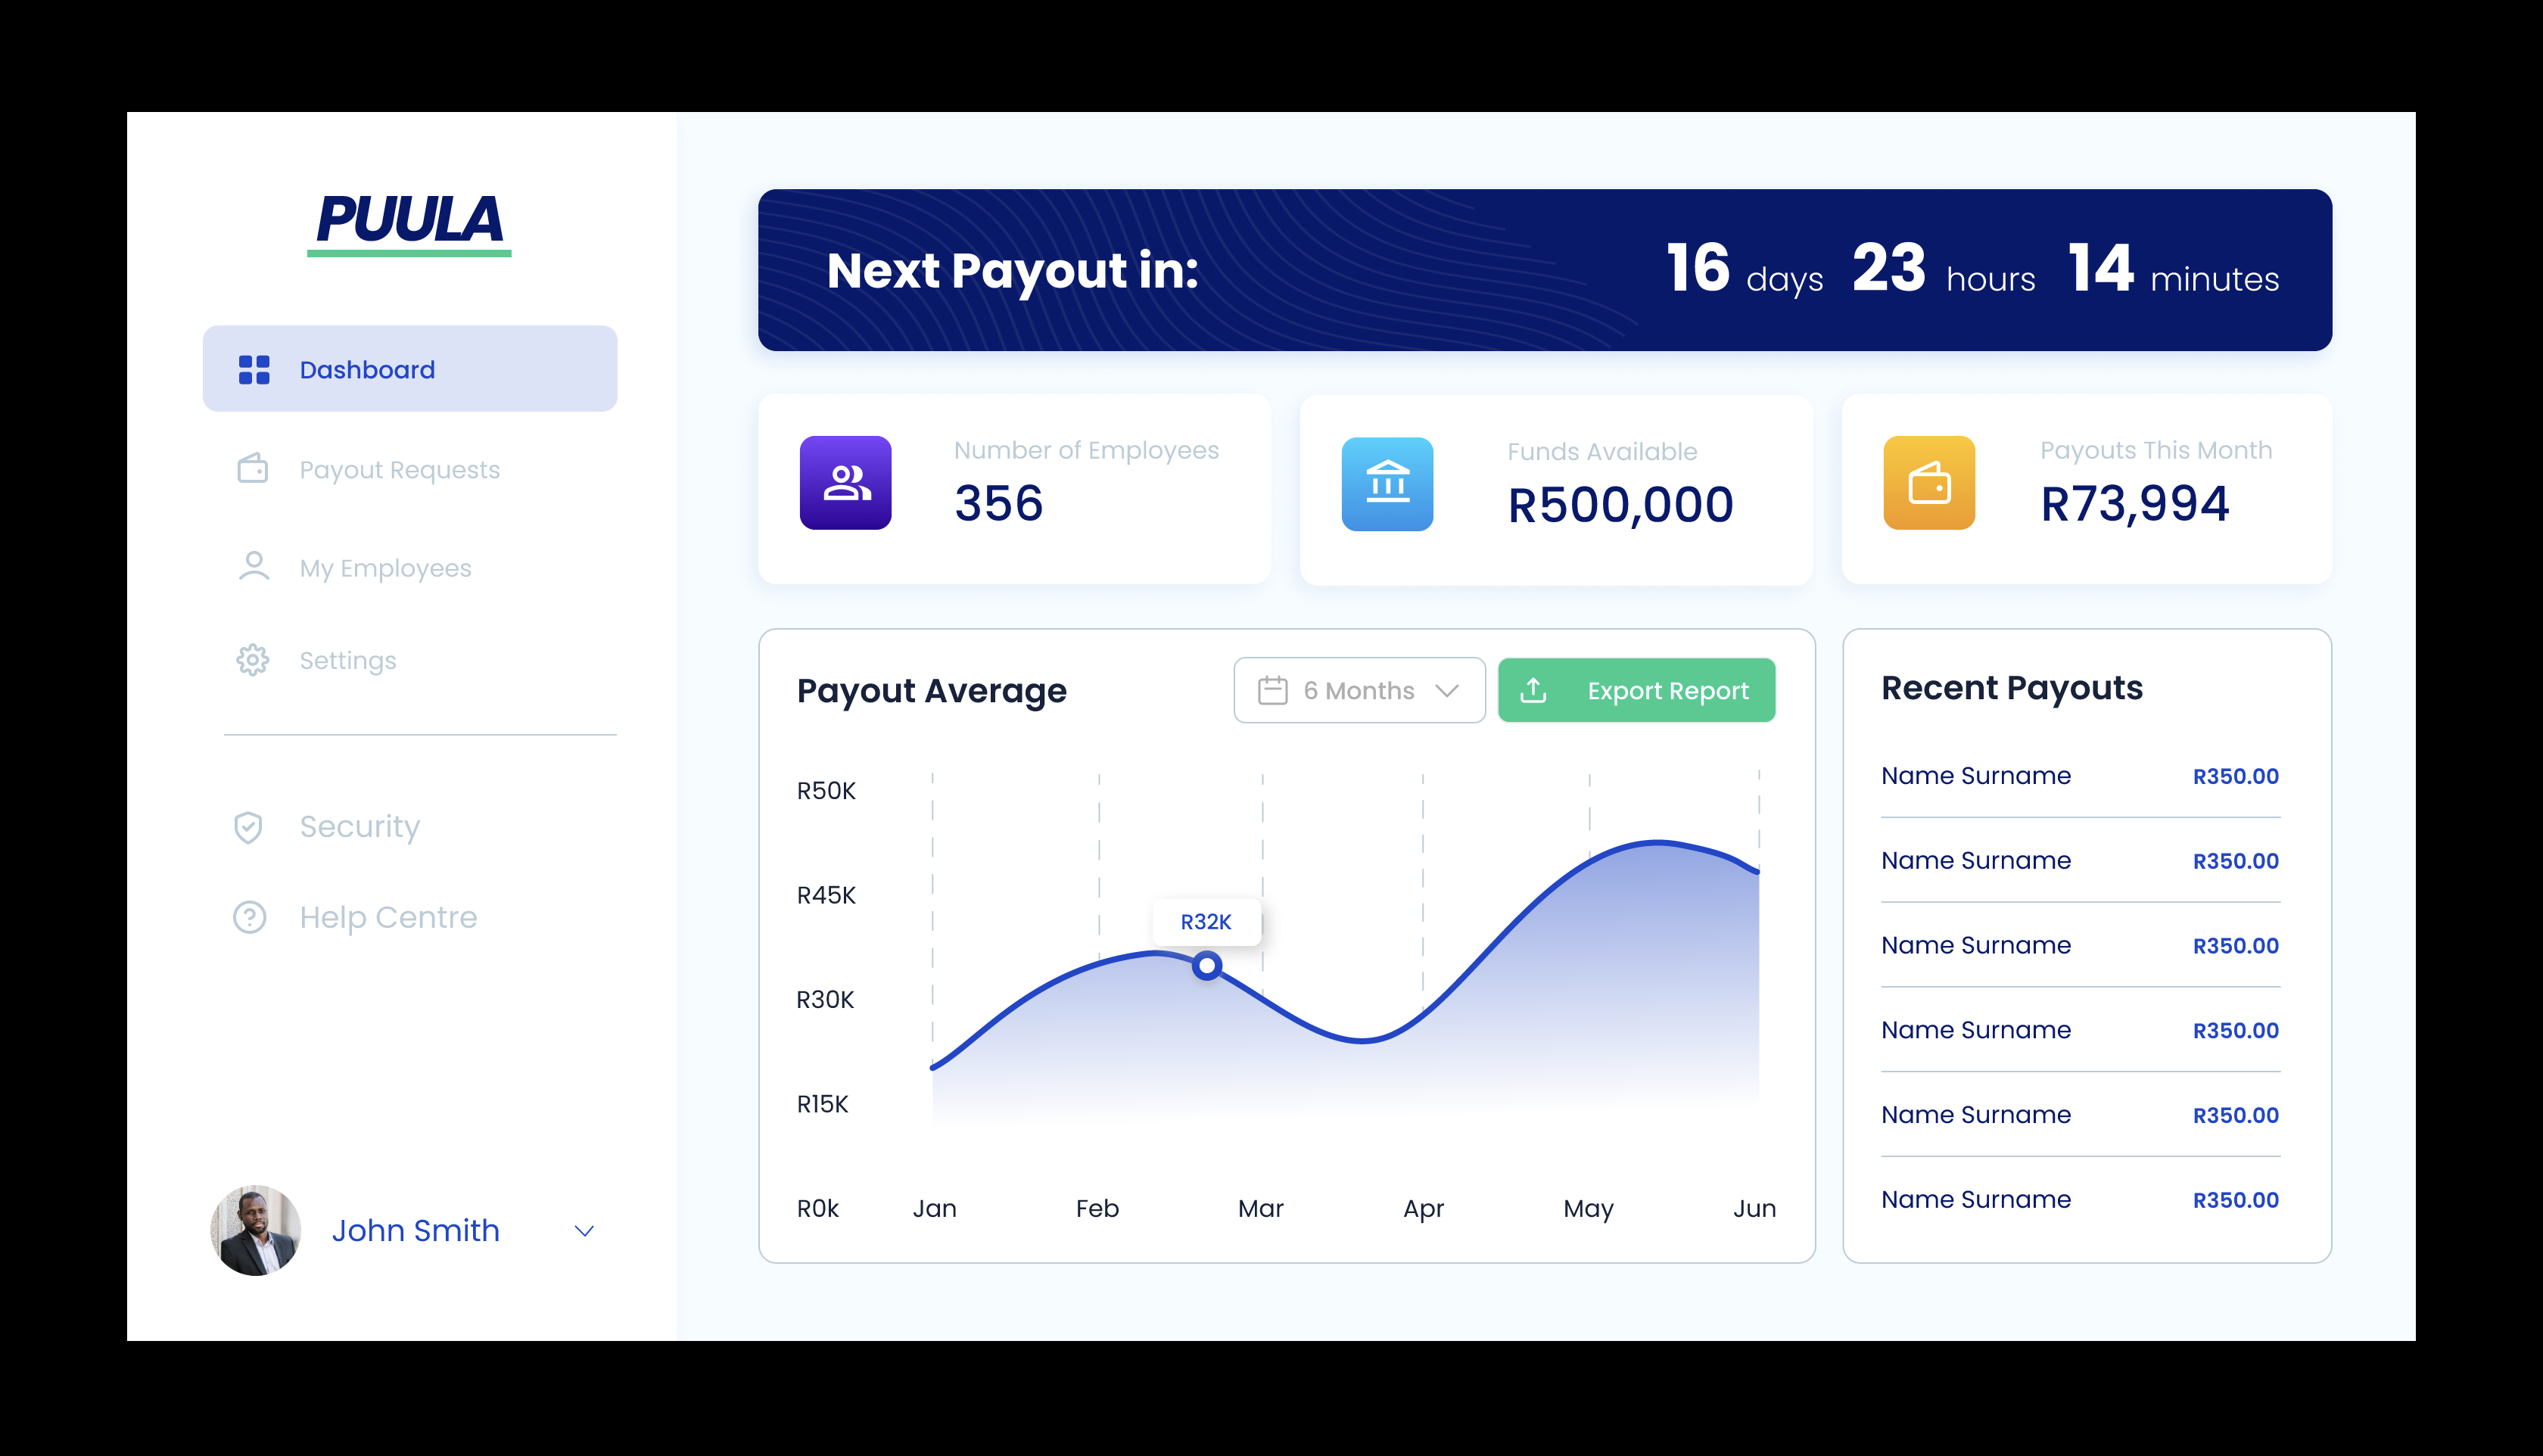 PUULA
Dashboard
Payout Requests
My Employees
Settings
Security
Help Centre
John Smith
Next Payout in:
16 days 23 hours 14 minutes
Number of Employees
356
Funds Available
R500,000
Payouts This Month
R73,994
Payout Average
6 Months
Export Report
R50K
R45K
R30K
R15K
R0k
R32K
Jan Feb Mar Apr May Jun
Recent Payouts
Name Surname R350.00
Name Surname R350.00
Name Surname R350.00
Name Surname R350.00
Name Surname R350.00
Name Surname R350.00